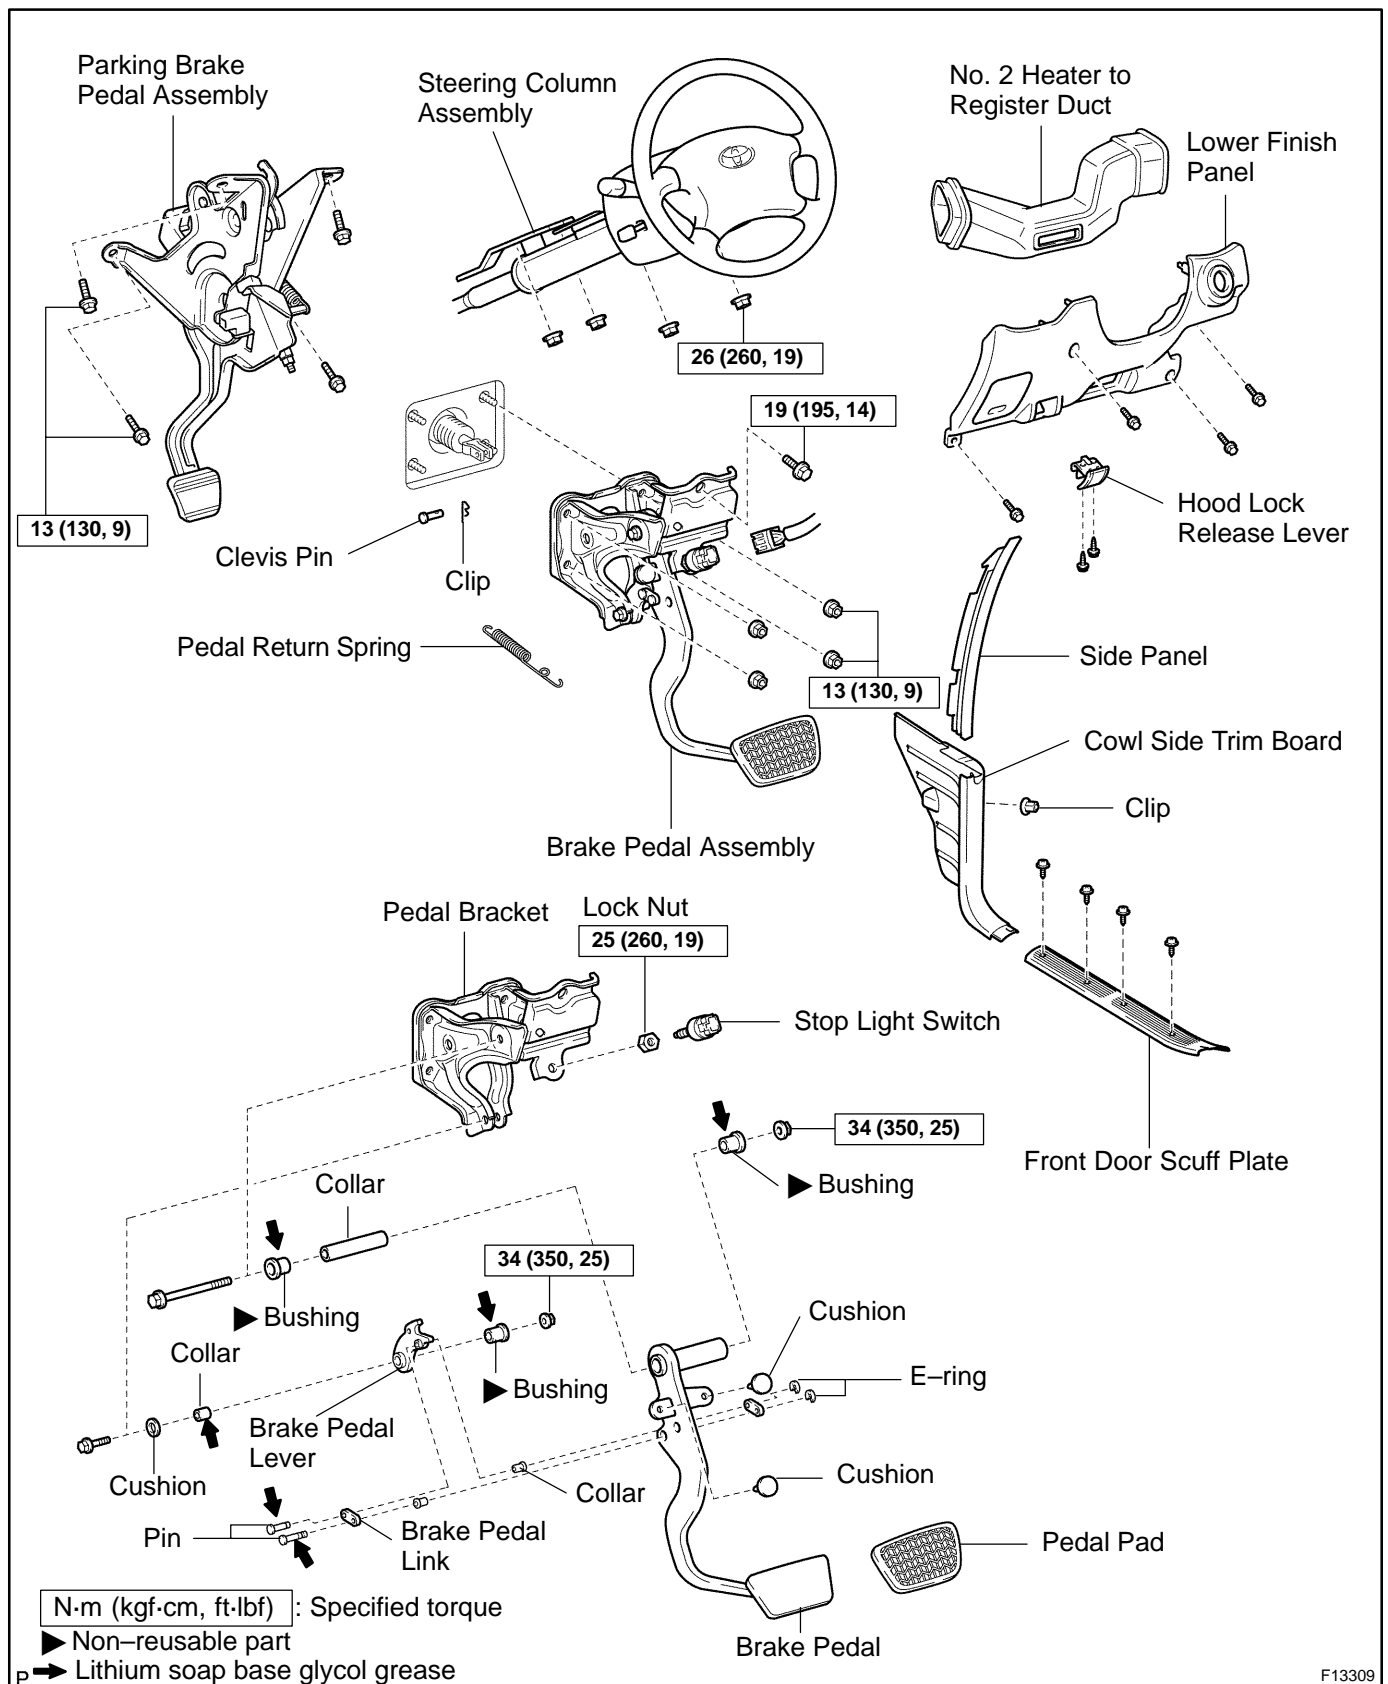 Parking Brake
Pedal Assembly
Steering Column
Assembly
No. 2 Heater to
Register Duct
Lower Finish
Panel
26 (260, 19)
19 (195, 14)
13 (130, 9)
Clevis Pin
Clip
Hood Lock
Release Lever
Pedal Return Spring
Side Panel
13 (130, 9)
Cowl Side Trim Board
Clip
Brake Pedal Assembly
Pedal Bracket
Lock Nut
25 (260, 19)
Stop Light Switch
34 (350, 25)
Front Door Scuff Plate
▶ Bushing
Collar
34 (350, 25)
▶ Bushing
Cushion
Collar
E–ring
▶ Bushing
Brake Pedal
Lever
Cushion
Cushion
Collar
Pin
Brake Pedal
Link
Pedal Pad
N·m (kgf·cm, ft·lbf) : Specified torque
▶ Non–reusable part
Brake Pedal
P ➡ Lithium soap base glycol grease
F13309